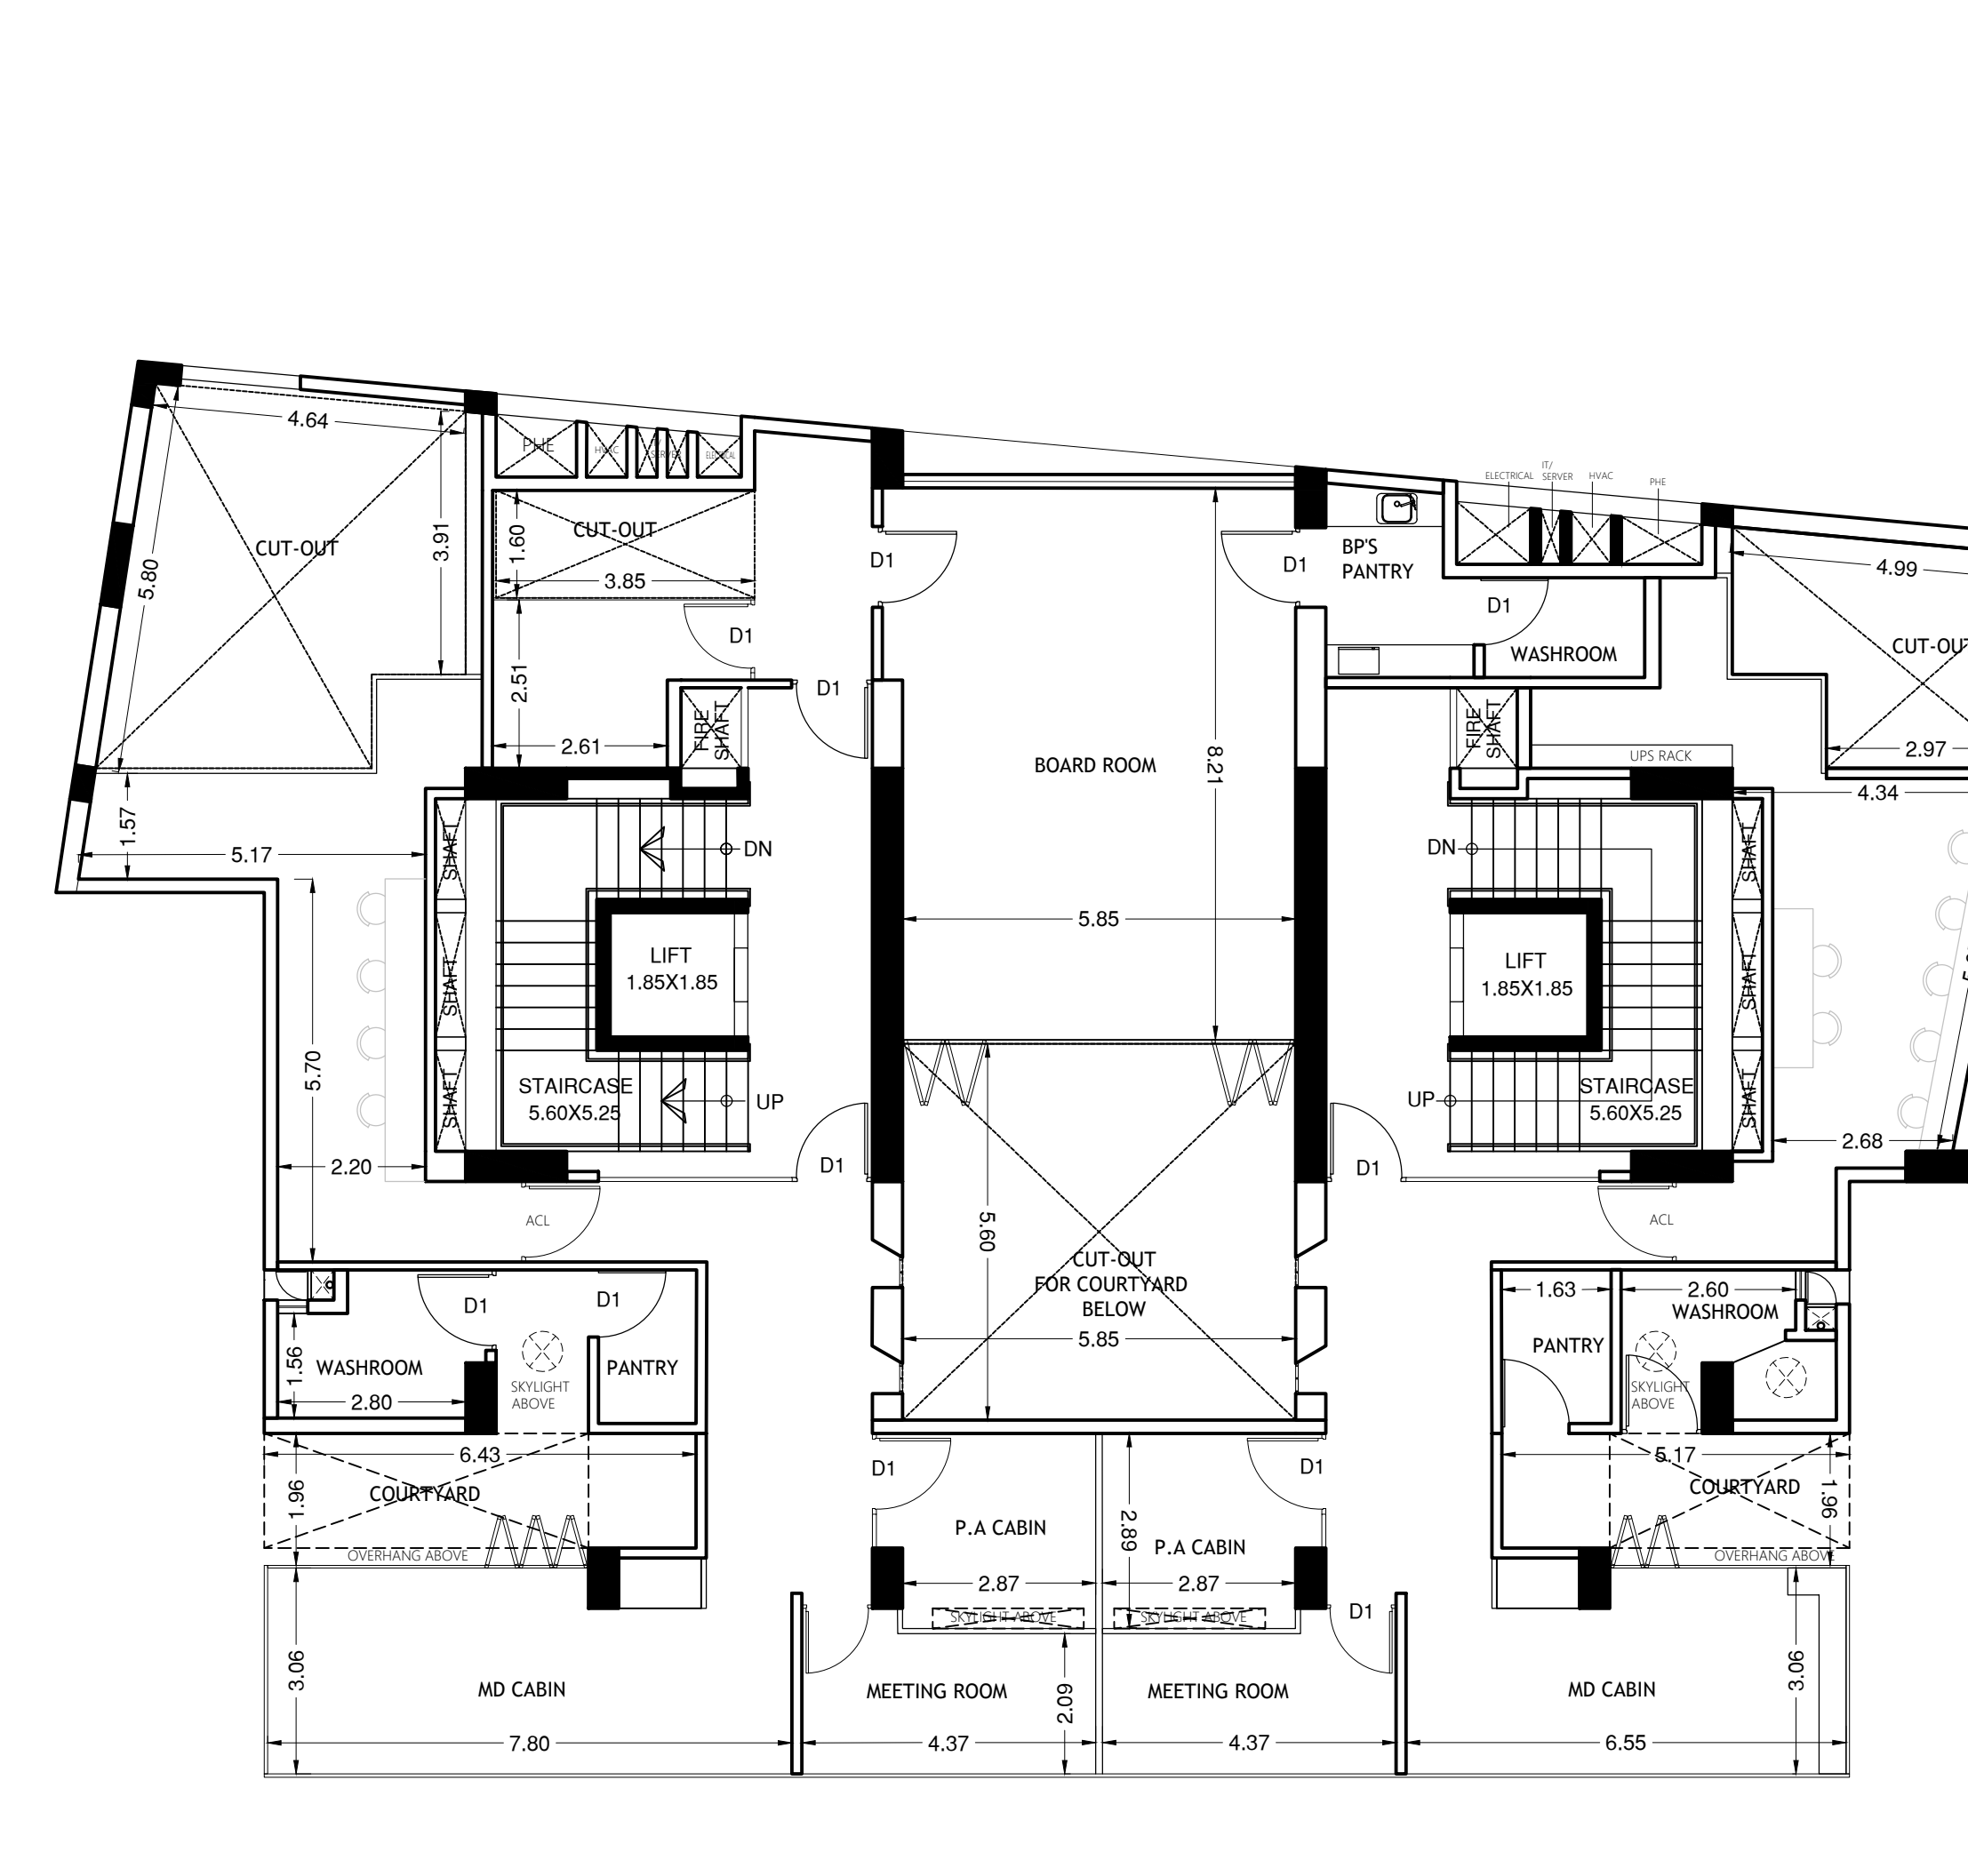 IT/
ELECTRICAL
SERVER
HVAC
PHE
4.64
PHE
HVAC
SERVER
ELECTRICAL
CUT-OUT
5.80
3.91
1.60
CUT-OUT
3.85
D1
2.51
2.61
FIRE
SHAFT
D1
D1
D1
BP'S
PANTRY
D1
WASHROOM
4.99
CUT-OU
2.97
UPS RACK
FIRE
SHAFT
4.34
BOARD ROOM
8.21
5.85
1.57
5.17
SHAFT
SHAFT
SHAFT
DN
LIFT
1.85X1.85
STAIRCASE
5.60X5.25
UP
D1
5.70
2.20
ACL
DN
LIFT
1.85X1.85
UP
STAIRCASE
5.60X5.25
SHAFT
SHAFT
SHAFT
2.68
D1
ACL
5.60
CUT-OUT
FOR COURTYARD
BELOW
5.85
D1
D1
1.56
WASHROOM
2.80
SKYLIGHT
ABOVE
PANTRY
1.63
2.60
WASHROOM
PANTRY
SKYLIGHT
ABOVE
6.43
1.96
COURTYARD
OVERHANG ABOVE
D1
D1
P.A CABIN
2.89
P.A CABIN
2.87
2.87
SKYLIGHT ABOVE
SKYLIGHT ABOVE
D1
5.17
COURTYARD
1.96
OVERHANG ABOVE
3.06
MD CABIN
7.80
MEETING ROOM
2.09
4.37
MEETING ROOM
4.37
MD CABIN
3.06
6.55